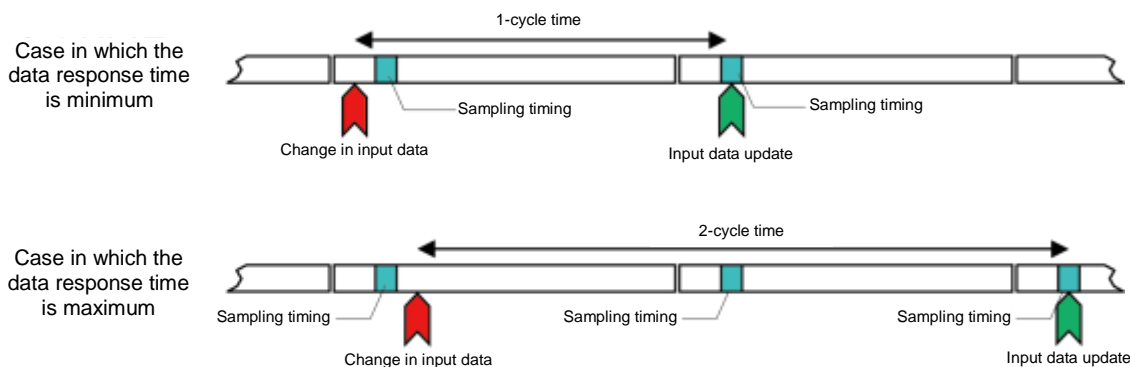 1-cycle time
Case in which the
data response time
is minimum
Sampling timing
Sampling timing
Change in input data
Input data update
2-cycle time
Case in which the
data response time
is maximum
Sampling timing
Sampling timing
Sampling timing
Change in input data
Input data update